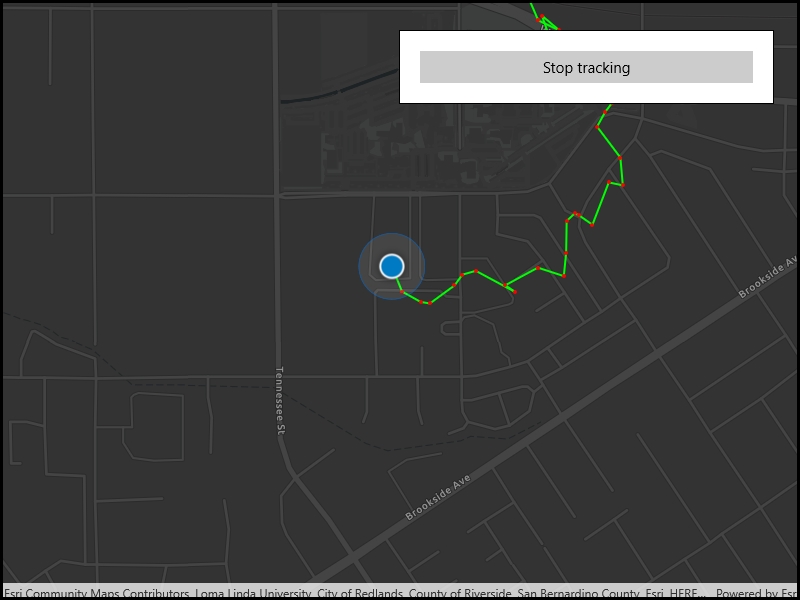 Stop tracking
Brookside Av
Tennessee St
Brookside Ave
Esri Community Maps Contributors, Loma Linda University, City of Redlands, County of Riverside, San Bernardino County, Esri, HERE... Powered by Esri